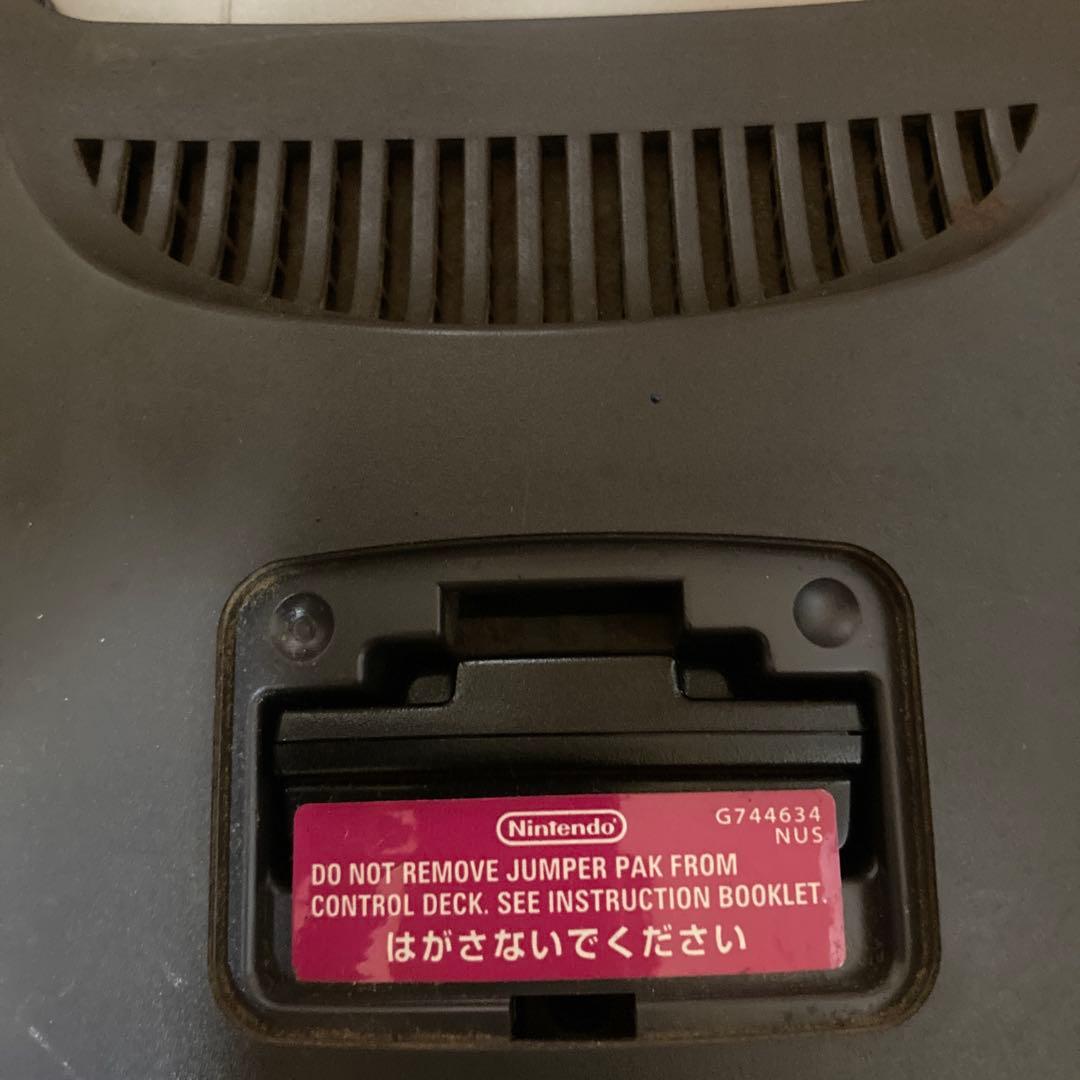 Nintendo
G744634
NUS
DO NOT REMOVE JUMPER PAK FROM
CONTROL DECK. SEE INSTRUCTION BOOKLET.
はがさないでください